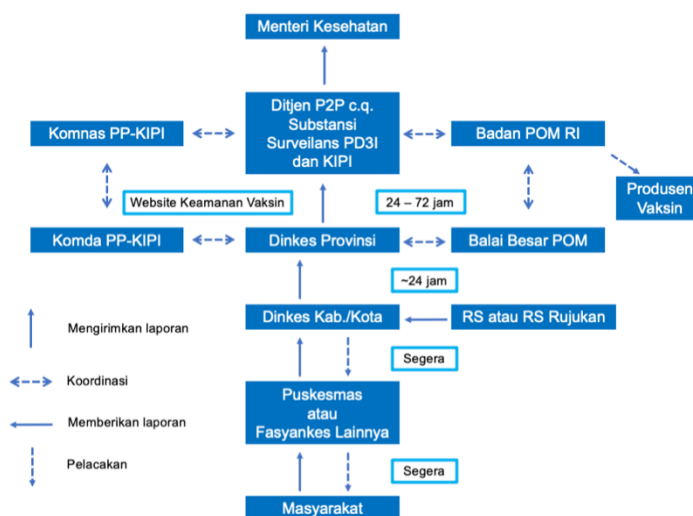 Menteri Kesehatan
Komnas PP-KIPI
Ditjen P2P c.q.
Substansi
Surveilans PD3I
dan KIPI
Badan POM RI
Produsen
Vaksin
Website Keamanan Vaksin
24 – 72 jam
Komda PP-KIPI
Dinkes Provinsi
Balai Besar POM
~24 jam
Dinkes Kab./Kota
RS atau RS Rujukan
Mengirimkan laporan
Segera
Koordinasi
Puskesmas
atau
Fasyankes Lainnya
Memberikan laporan
Pelacakan
Segera
Masyarakat